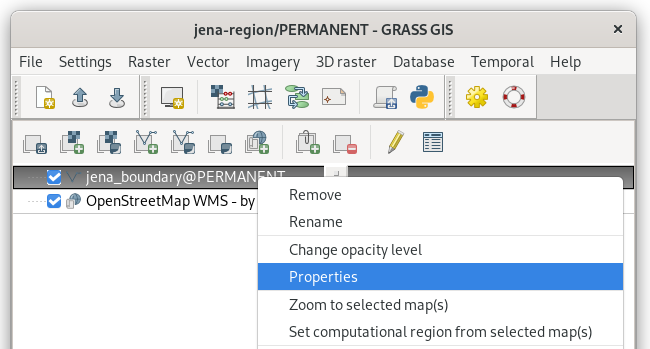 jena-region/PERMANENT - GRASS GIS
File Settings Raster Vector Imagery 3D raster Database Temporal Help
jena_boundary@PERMANENT
OpenStreetMap WMS - by
Remove
Rename
Change opacity level
Properties
Zoom to selected map(s)
Set computational region from selected map(s)